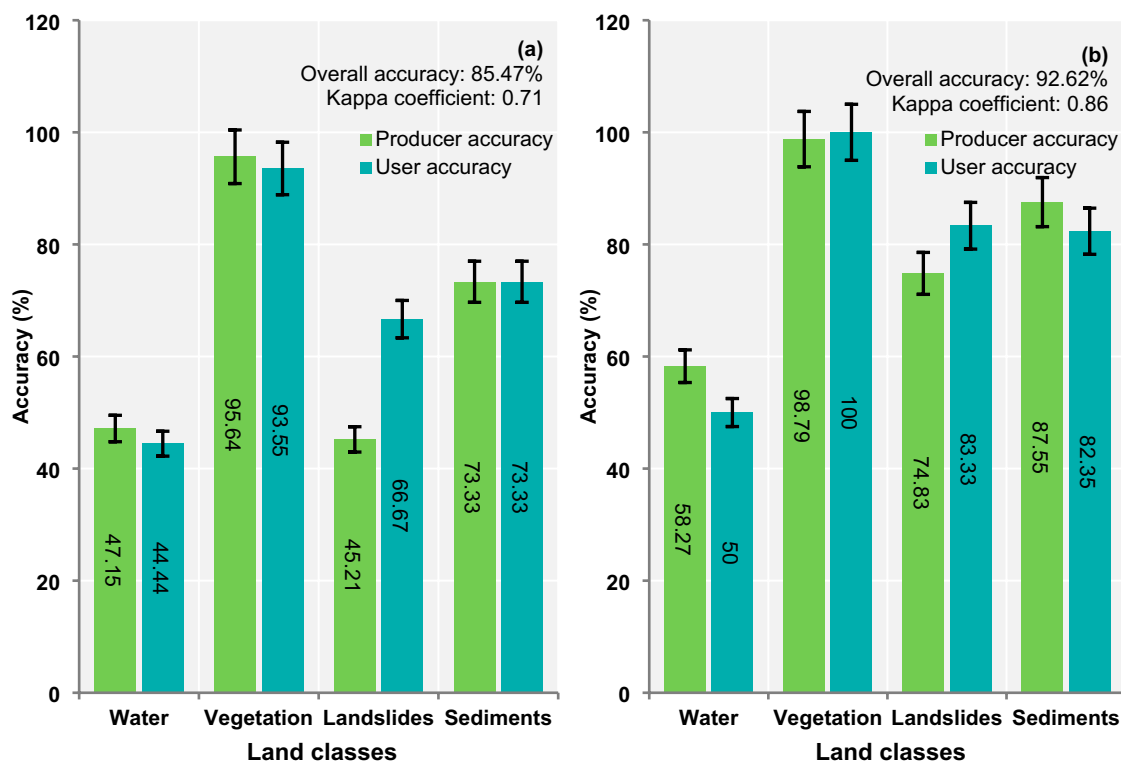 120
100
80
60
40
20
0
Accuracy (%)
(a)
Overall accuracy: 85.47%
Kappa coefficient: 0.71
Producer accuracy
User accuracy
47.15
44.44
95.64
93.55
45.21
66.67
73.33
73.33
Water Vegetation Landslides Sediments
Land classes
120
100
80
60
40
20
0
Accuracy (%)
(b)
Overall accuracy: 92.62%
Kappa coefficient: 0.86
Producer accuracy
User accuracy
58.27
50
98.79
100
74.83
83.33
87.55
82.35
Water Vegetation Landslides Sediments
Land classes